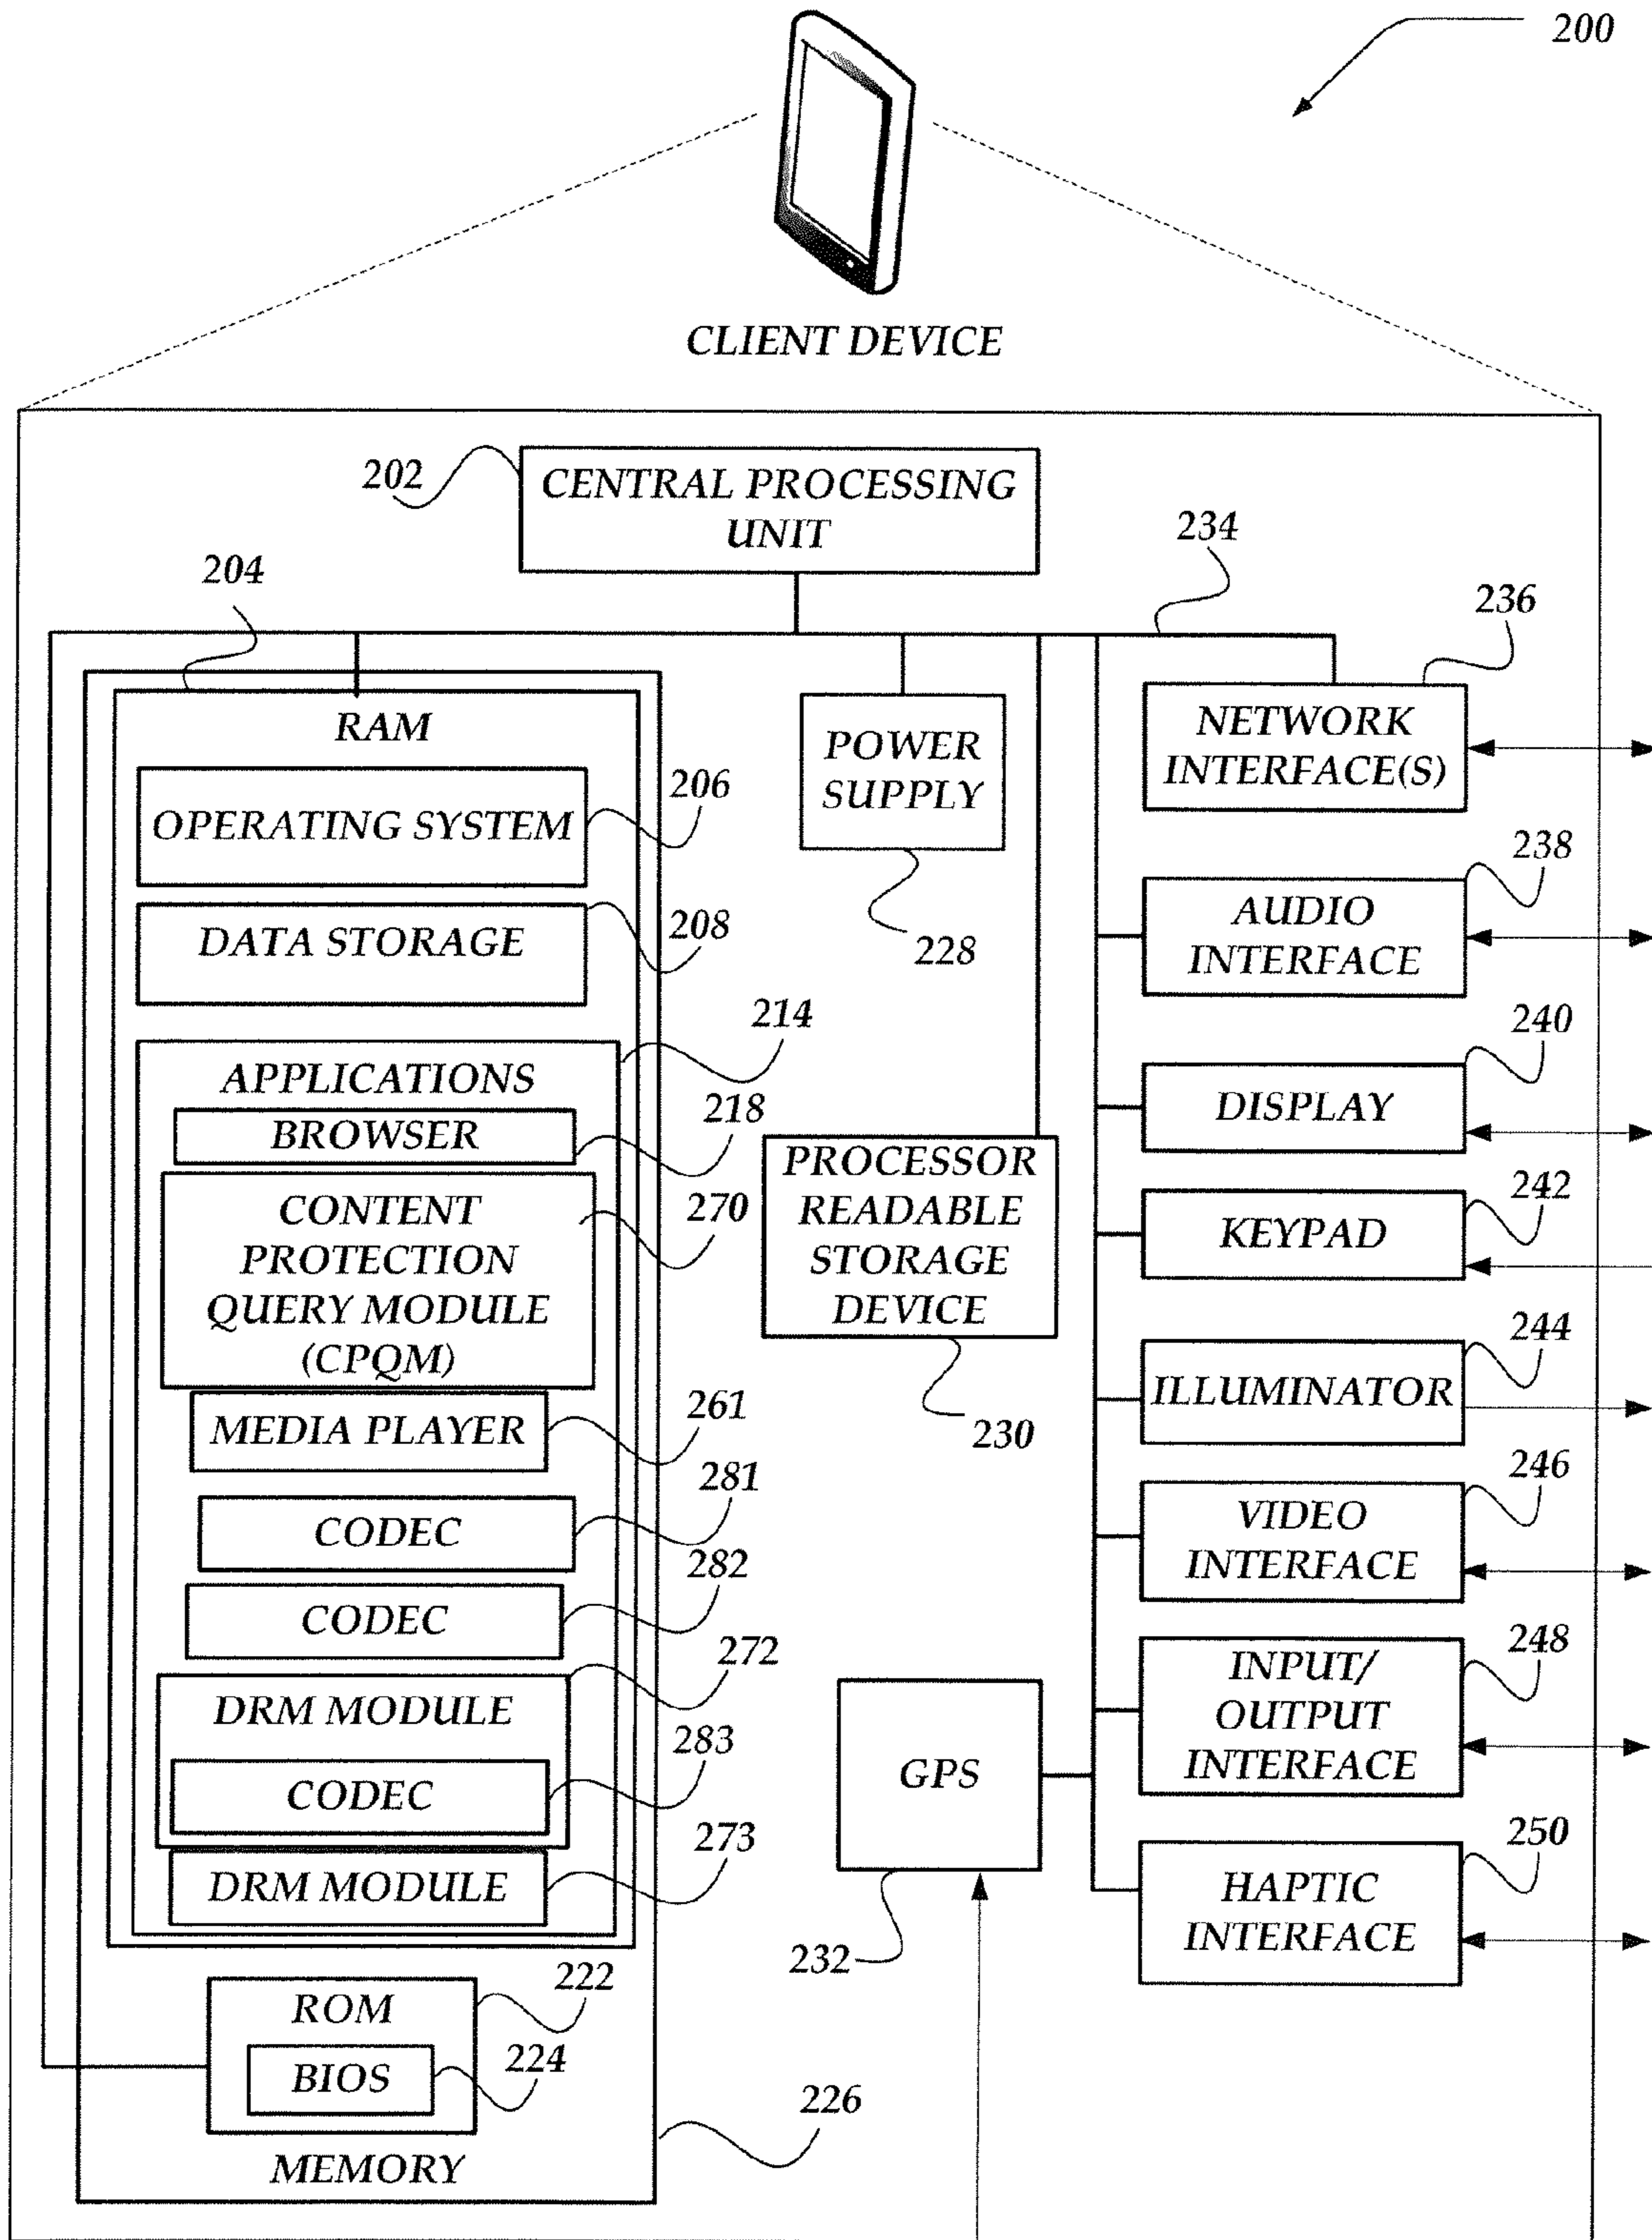 200
CLIENT DEVICE
202
CENTRAL PROCESSING
UNIT
234
204
236
RAM
NETWORK
INTERFACE(S)
POWER
SUPPLY
206
OPERATING SYSTEM
238
AUDIO
INTERFACE
208
DATA STORAGE
228
214
240
APPLICATIONS
DISPLAY
218
BROWSER
PROCESSOR
READABLE
STORAGE
DEVICE
242
KEYPAD
270
CONTENT
PROTECTION
QUERY MODULE
(CPQM)
244
ILLUMINATOR
261
MEDIA PLAYER
230
246
VIDEO
INTERFACE
281
CODEC
282
CODEC
248
INPUT/
OUTPUT
INTERFACE
272
DRM MODULE
283
CODEC
GPS
250
HAPTIC
INTERFACE
273
DRM MODULE
232
222
ROM
224
BIOS
226
MEMORY